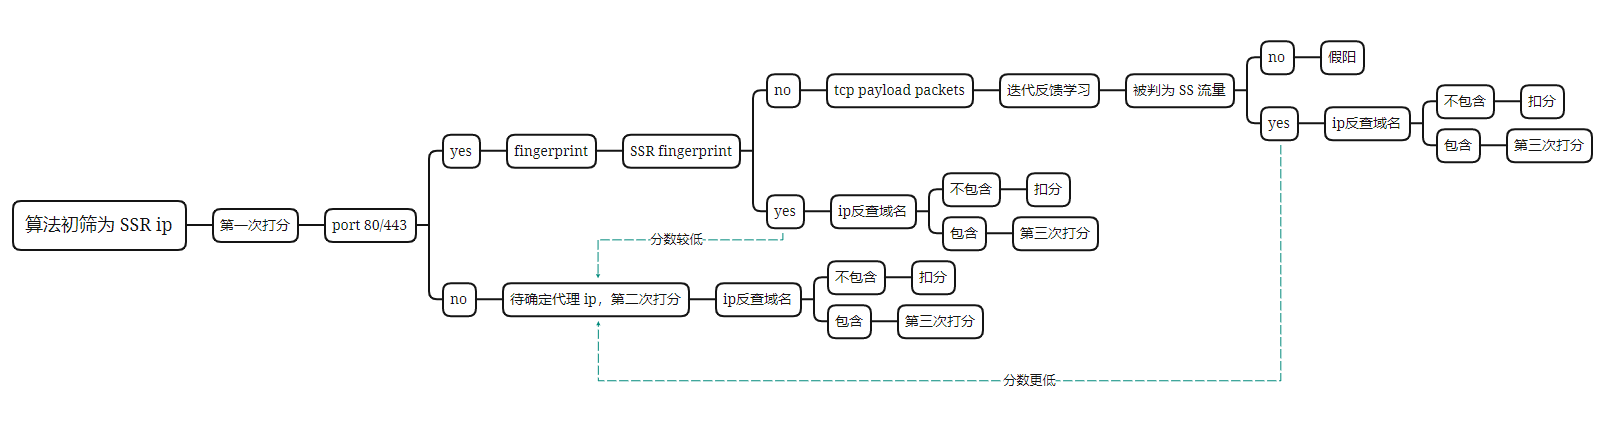 算法初筛为 SSR ip
第一次打分
port 80/443
yes
fingerprint
SSR fingerprint
no
tcp payload packets
迭代反馈学习
被判为 SS 流量
no
假阳
yes
ip反查域名
不包含
扣分
包含
第三次打分
yes
ip反查域名
不包含
扣分
包含
第三次打分
分数较低
no
待确定代理 ip，第二次打分
ip反查域名
不包含
扣分
包含
第三次打分
分数更低